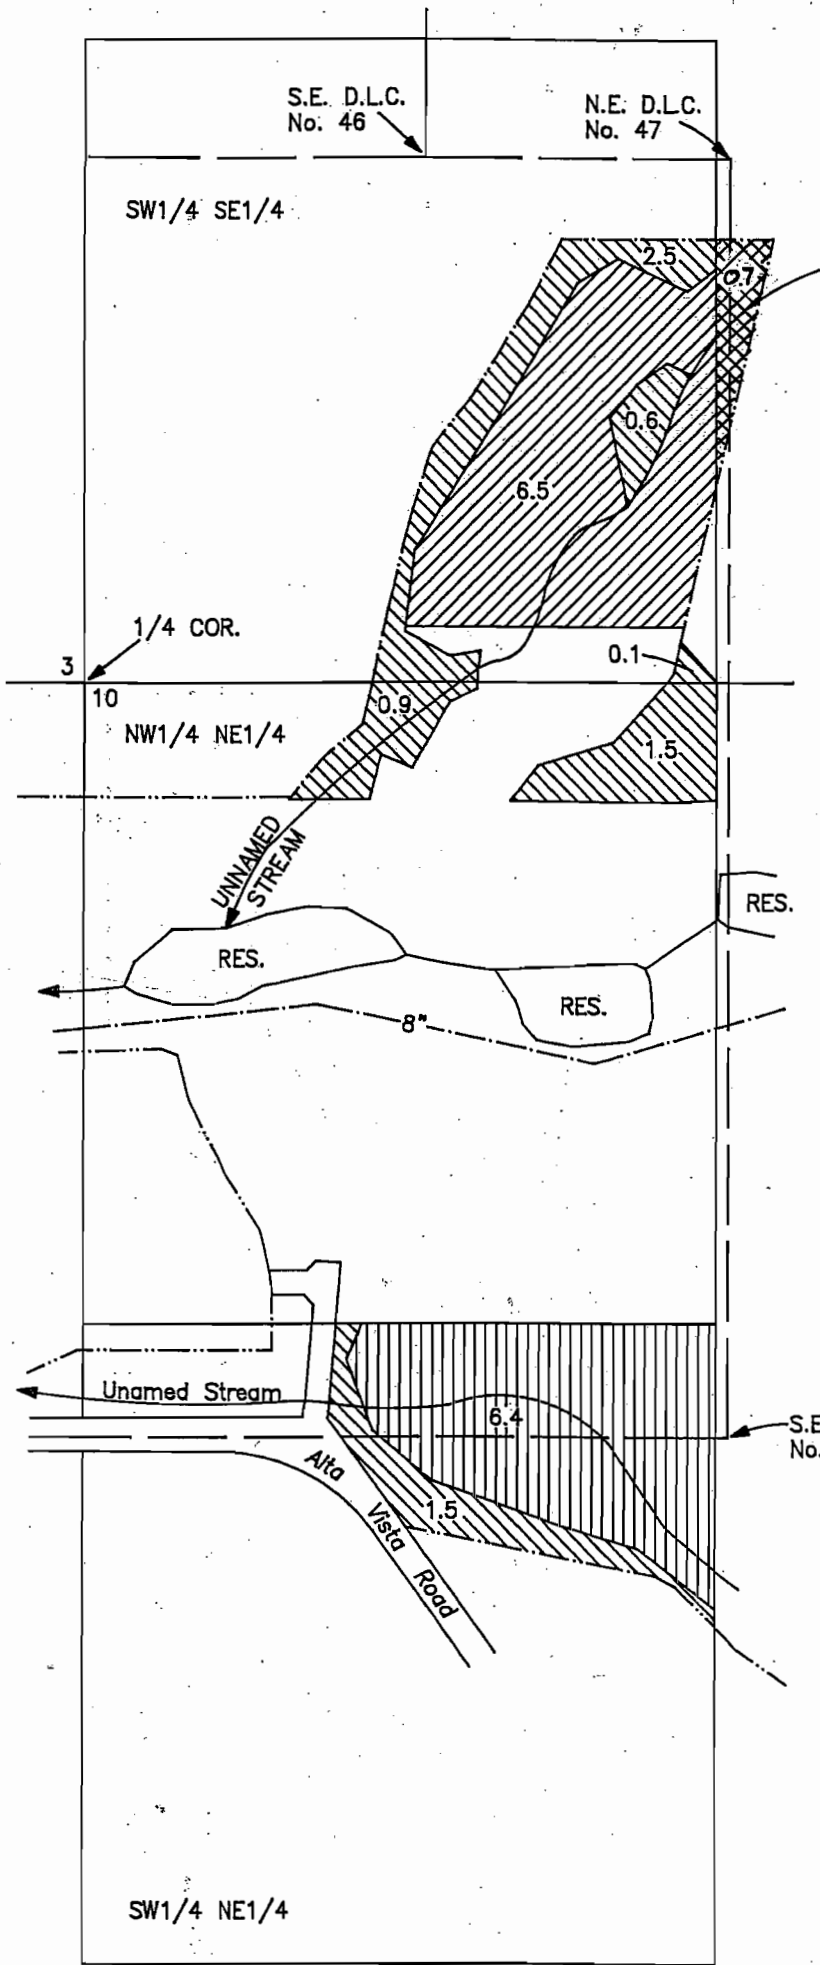 S.E. D.L.C.
No. 46
N.E. D.L.C.
No. 47
SW1/4 SE1/4
2.5
0.7
0.6
6.5
1/4 COR.
3
0.1
10
0.9
NW1/4 NE1/4
1.5
UNNAMED
STREAM
RES.
RES.
RES.
8"
Unamed Stream
6.4
S.E
No.
Alta
Vista
Road
1.5
SW1/4 NE1/4